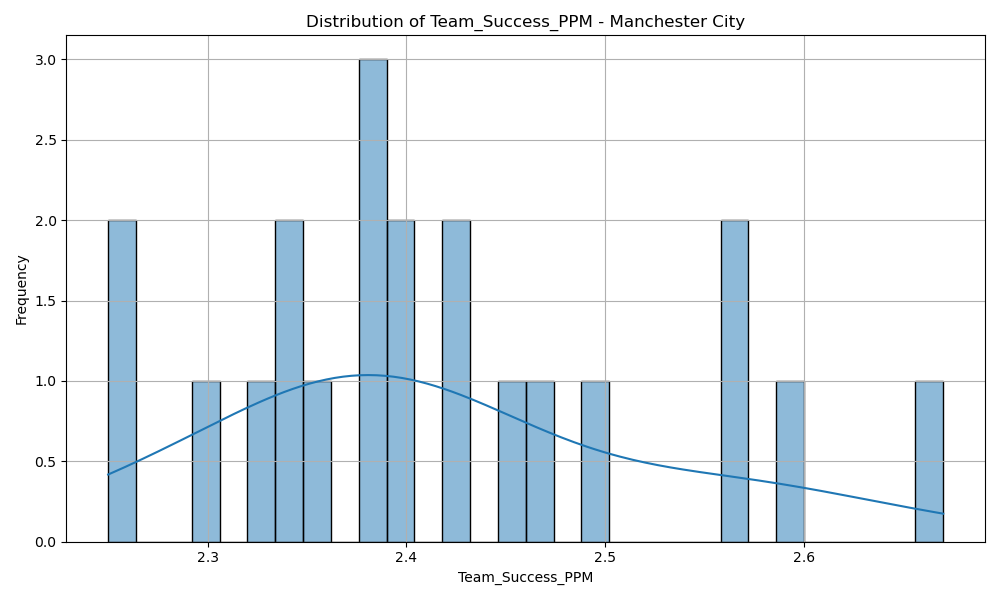 Distribution of Team_Success_PPM - Manchester City
3.0
2.5
2.0
1.5
1.0
0.5
0.0
Frequency
2.3 2.4 2.5 2.6
Team_Success_PPM